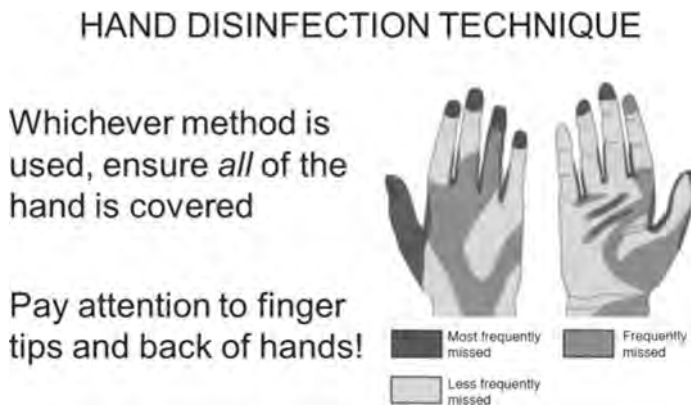 HAND DISINFECTION TECHNIQUE
Whichever method is
used, ensure all of the
hand is covered
Pay attention to finger
tips and back of hands!
Most frequently
missed
Frequently
missed
Less frequently
missed